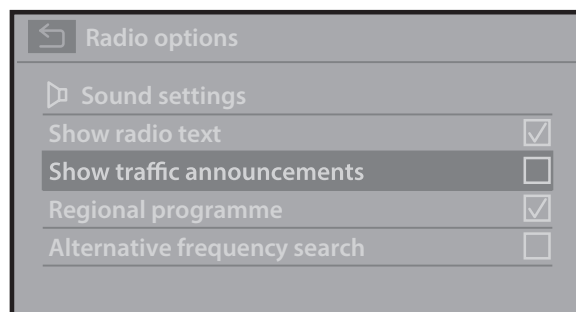 Radio options
Sound settings
Show radio text
Show traffic announcements
Regional programme
Alternative frequency search